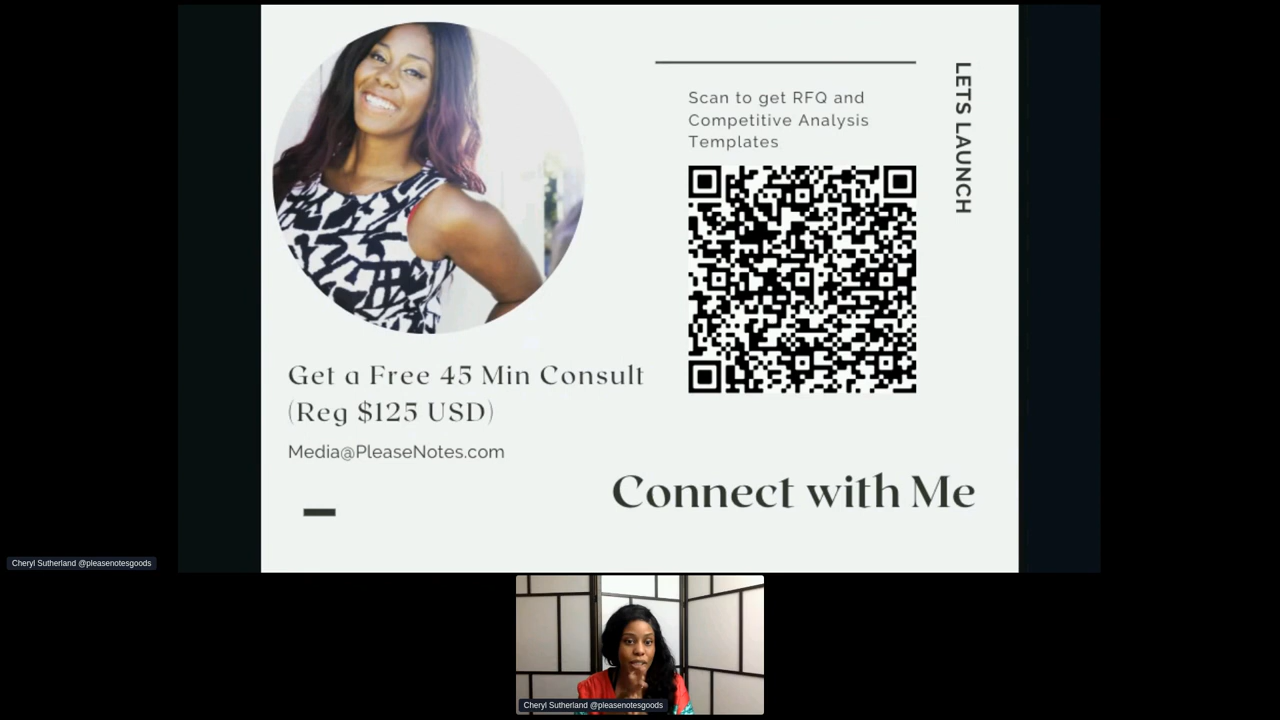 Scan to get RFQ and
Competitive Analysis
Templates
LETS LAUNCH
Get a Free 45 Min Consult
(Reg $125 USD)
Media@PleaseNotes.com
Connect with Me
Cheryl Sutherland @pleasenotesgoods
Cheryl Sutherland @pleasenotesgoods